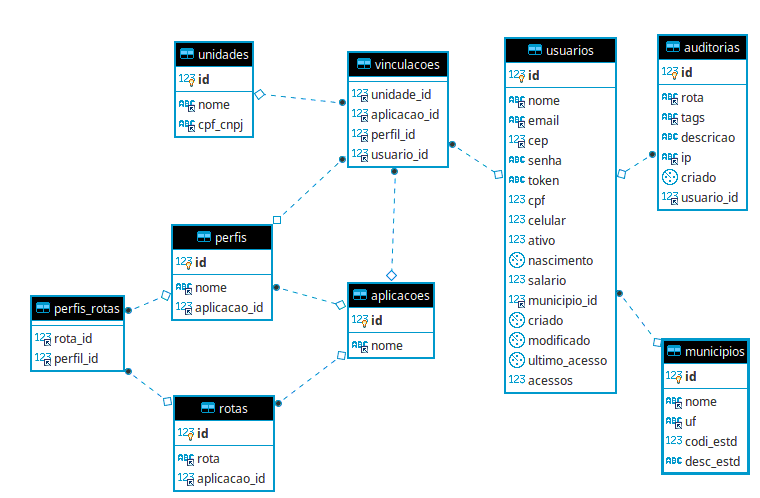 unidades
123 id
ABC nome
ABC cpf_cnpj
vinculacoes
123 unidade_id
123 aplicacao_id
123 perfil_id
123 usuario_id
usuarios
123 id
ABC nome
ABC email
123 cep
ABC senha
ABC token
123 cpf
123 celular
123 ativo
nascimento
123 salario
123 municipio_id
criado
modificado
ultimo_acesso
123 acessos
auditorias
123 id
ABC rota
ABC tags
ABC descricao
ABC ip
criado
123 usuario_id
perfis
123 id
ABC nome
123 aplicacao_id
aplicacoes
123 id
ABC nome
perfis_rotas
123 rota_id
123 perfil_id
rotas
123 id
ABC rota
123 aplicacao_id
municipios
123 id
ABC nome
ABC uf
123 codi_estd
ABC desc_estd